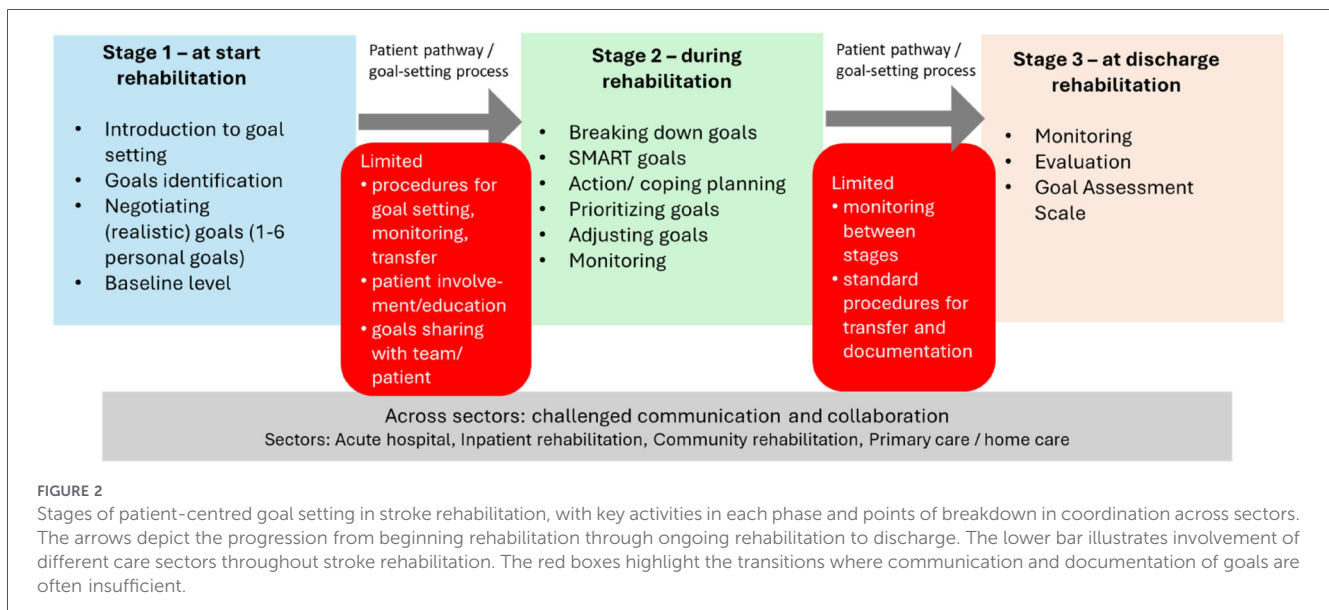 Stage 1 – at start
rehabilitation
• Introduction to goal
setting
• Goals identification
• Negotiating
(realistic) goals (1-6
personal goals)
• Baseline level
Patient pathway /
goal-setting process
Limited
• procedures for
goal setting,
monitoring,
transfer
• patient involve-
ment/education
• goals sharing
with team/
patient
Stage 2 – during
rehabilitation
• Breaking down goals
• SMART goals
• Action/ coping planning
• Prioritizing goals
• Adjusting goals
• Monitoring
Patient pathway /
goal-setting process
Limited
• monitoring
between
stages
• standard
procedures for
transfer and
documentation
Stage 3 – at discharge
rehabilitation
• Monitoring
• Evaluation
• Goal Assessment
Scale
Across sectors: challenged communication and collaboration
Sectors: Acute hospital, Inpatient rehabilitation, Community rehabilitation, Primary care / home care
FIGURE 2
Stages of patient-centred goal setting in stroke rehabilitation, with key activities in each phase and points of breakdown in coordination across sectors.
The arrows depict the progression from beginning rehabilitation through ongoing rehabilitation to discharge. The lower bar illustrates involvement of
different care sectors throughout stroke rehabilitation. The red boxes highlight the transitions where communication and documentation of goals are
often insufficient.